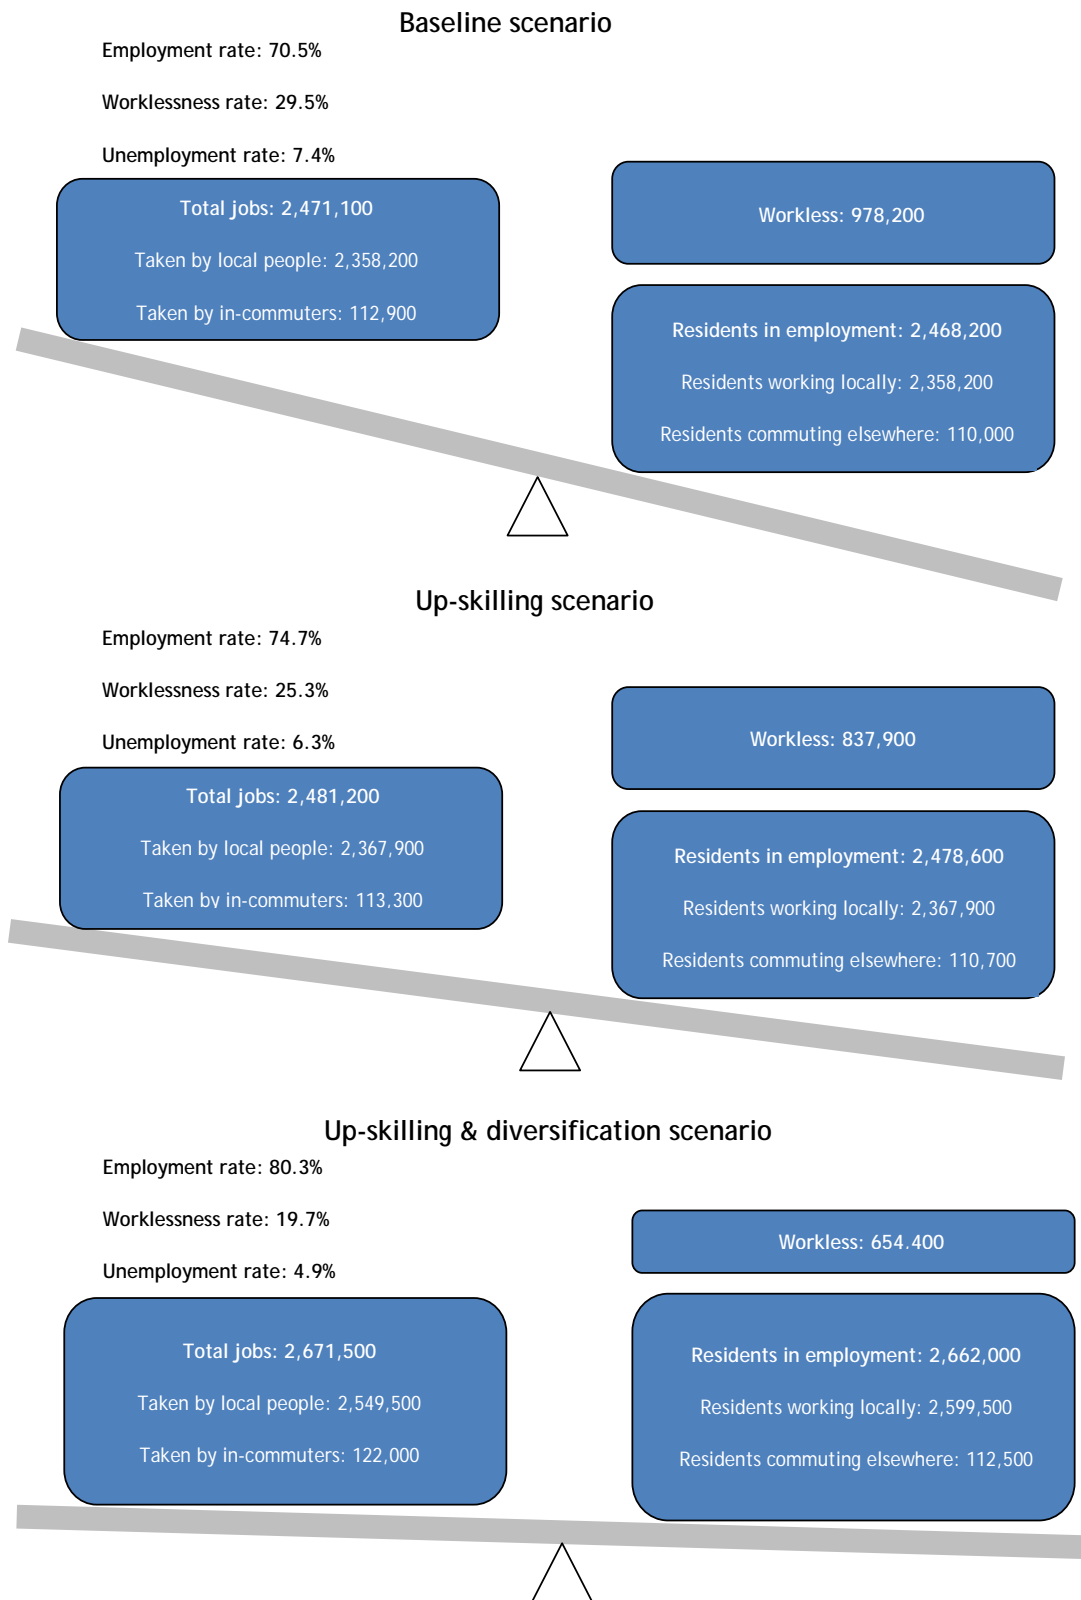 Baseline scenario
Employment rate: 70.5%
Worklessness rate: 29.5%
Unemployment rate: 7.4%
Total jobs: 2,471,100
Taken by local people: 2,358,200
Taken by in-commuters: 112,900
Workless: 978,200
Residents in employment: 2,468,200
Residents working locally: 2,358,200
Residents commuting elsewhere: 110,000
Up-skilling scenario
Employment rate: 74.7%
Worklessness rate: 25.3%
Unemployment rate: 6.3%
Total jobs: 2,481,200
Taken by local people: 2,367,900
Taken by in-commuters: 113,300
Workless: 837,900
Residents in employment: 2,478,600
Residents working locally: 2,367,900
Residents commuting elsewhere: 110,700
Up-skilling & diversification scenario
Employment rate: 80.3%
Worklessness rate: 19.7%
Unemployment rate: 4.9%
Total jobs: 2,671,500
Taken by local people: 2,549,500
Taken by in-commuters: 122,000
Workless: 654.400
Residents in employment: 2,662,000
Residents working locally: 2,599,500
Residents commuting elsewhere: 112,500